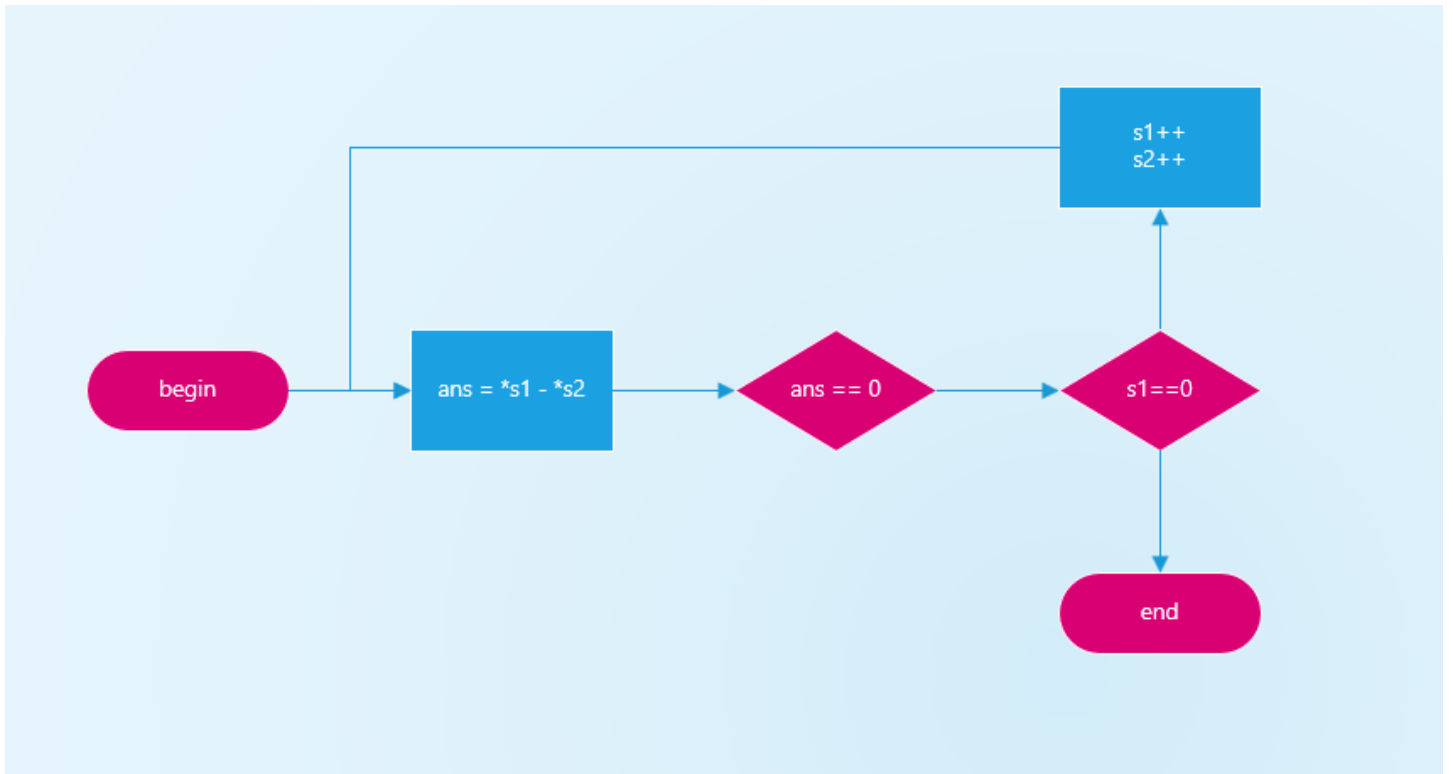 s1++
s2++
begin
ans = *s1 - *s2
ans == 0
s1==0
end